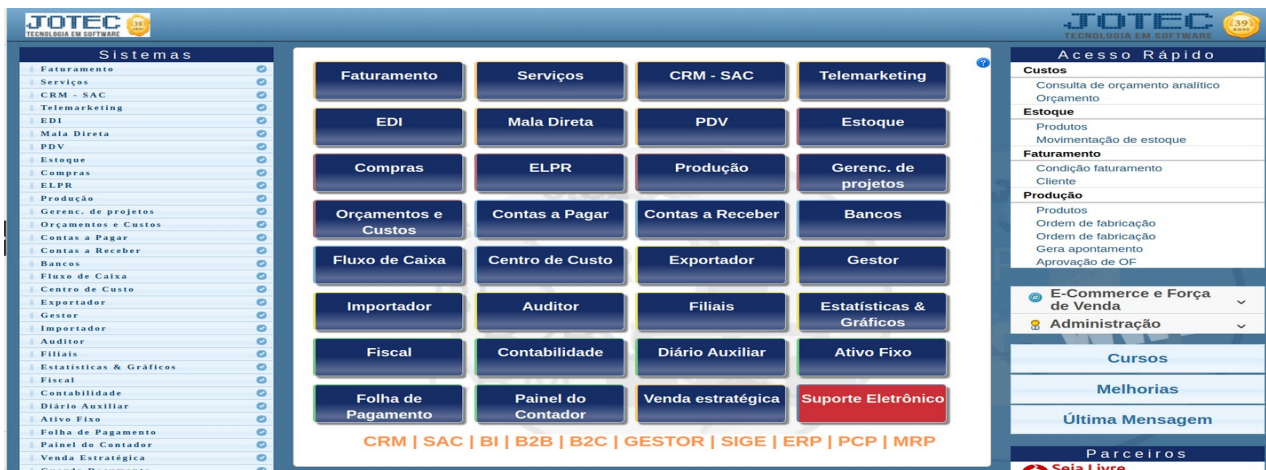 JOTEC
39
TECNOLOGIA EM SOFTWARE
JOTEC
39
ANOS
TECNOLOGIA EM SOFTWARE
Sistemas
Faturamento
Serviços
CRM - SAC
Telemarketing
EDI
Mala Direta
PDV
Estoque
Compras
ELPR
Produção
Gerenc. de projetos
Orçamentos e Custos
Contas a Pagar
Contas a Receber
Bancos
Fluxo de Caixa
Centro de Custo
Exportador
Gestor
Importador
Auditor
Filiais
Estatísticas & Gráficos
Fiscal
Contabilidade
Diário Auxiliar
Ativo Fixo
Folha de Pagamento
Painel do Contador
Venda Estratégica
Faturamento
Serviços
CRM - SAC
Telemarketing
EDI
Mala Direta
PDV
Estoque
Compras
ELPR
Produção
Gerenc. de
projetos
Orçamentos e
Custos
Contas a Pagar
Contas a Receber
Bancos
Fluxo de Caixa
Centro de Custo
Exportador
Gestor
Importador
Auditor
Filiais
Estatísticas &
Gráficos
Fiscal
Contabilidade
Diário Auxiliar
Ativo Fixo
Folha de
Pagamento
Painel do
Contador
Venda estratégica
Suporte Eletrônico
CRM | SAC | BI | B2B | B2C | GESTOR | SIGE | ERP | PCP | MRP
?
Acesso Rápido
Custos
Consulta de orçamento analítico
Orçamento
Estoque
Produtos
Movimentação de estoque
Faturamento
Condição faturamento
Cliente
Produção
Produtos
Ordem de fabricação
Ordem de fabricação
Gera apontamento
Aprovação de OF
E-Commerce e Força
de Venda
Administração
Cursos
Melhorias
Última Mensagem
Parceiros
Seja Livre